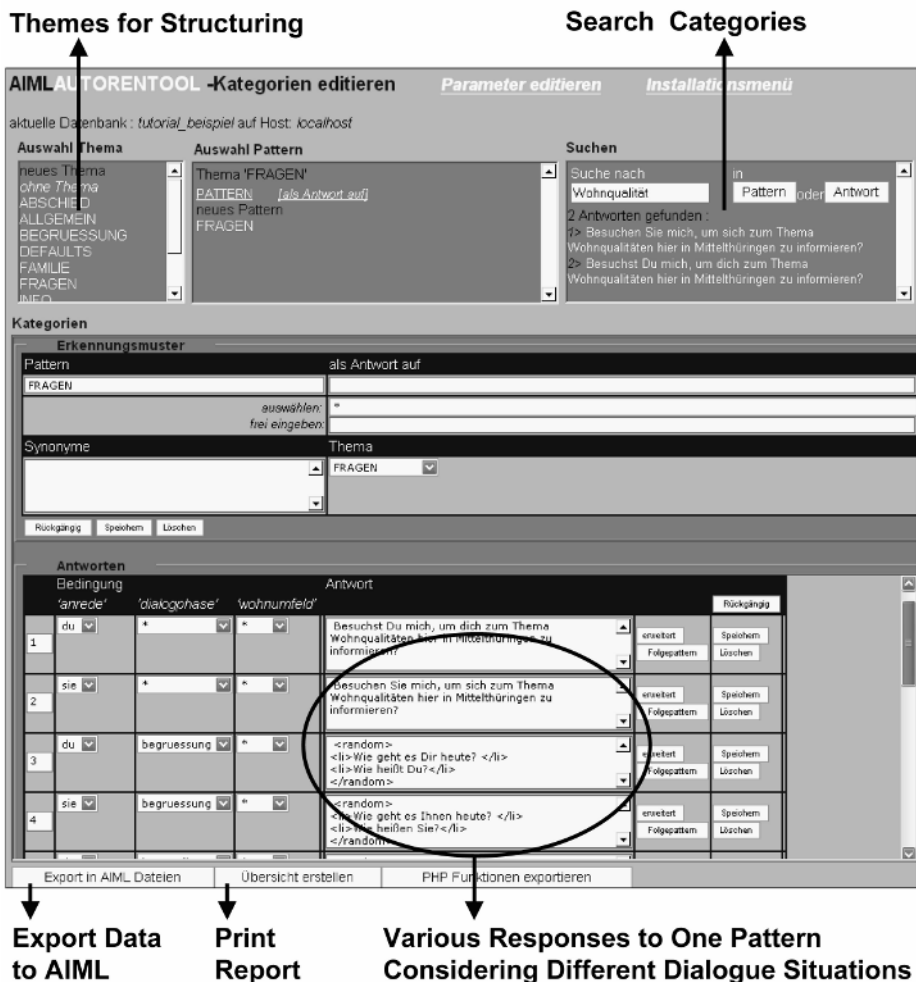 Themes for Structuring
Search Categories
AIMLAUTORENTOOL -Kategorien editieren
Parameter editieren
Installationsmenü
aktuelle Datenbank : tutorial_beispiel auf Host: localhost
Auswahl Thema
neues Thema
ohne Thema
ABSCHIED
ALLGEMEIN
BEGRUESSUNG
DEFAULTS
FAMILIE
FRAGEN
INFO
Auswahl Pattern
Thema 'FRAGEN'
PATTERN [als Antwort auf]
neues Pattern
FRAGEN
Suchen
Suche nach in
Wohnqualität Pattern oder Antwort
2 Antworten gefunden :
1> Besuchen Sie mich, um sich zum Thema
Wohnqualitäten hier in Mittelthüringen zu informieren?
2> Besuchst Du mich, um dich zum Thema
Wohnqualitäten hier in Mittelthüringen zu informieren?
Kategorien
Erkennungsmuster
Pattern als Antwort auf
FRAGEN
auswählen: *
frei eingeben:
Synonyme Thema
FRAGEN
Rückgängig Speichern Löschen
Antworten
Bedingung Antwort
'anrede' 'dialogphase' 'wohnumfeld' Rückgängig
1 du * *
Besuchst Du mich, um dich zum Thema
Wohnqualitäten hier in Mittelthüringen zu
informieren?
erweitert Speichern
Folgepattern Löschen
2 sie * *
Besuchen Sie mich, um sich zum Thema
Wohnqualitäten hier in Mittelthüringen zu
informieren?
erweitert Speichern
Folgepattern Löschen
3 du begruessung *
<random>
<li>Wie geht es Dir heute? </li>
<li>Wie heißt Du?</li>
</random>
erweitert Speichern
Folgepattern Löschen
4 sie begruessung *
<random>
<li>Wie geht es Ihnen heute? </li>
<li>Wie heißen Sie?</li>
</random>
erweitert Speichern
Folgepattern Löschen
Export in AIML Dateien Übersicht erstellen PHP Funktionen exportieren
Export Data
to AIML
Print
Report
Various Responses to One Pattern
Considering Different Dialogue Situations